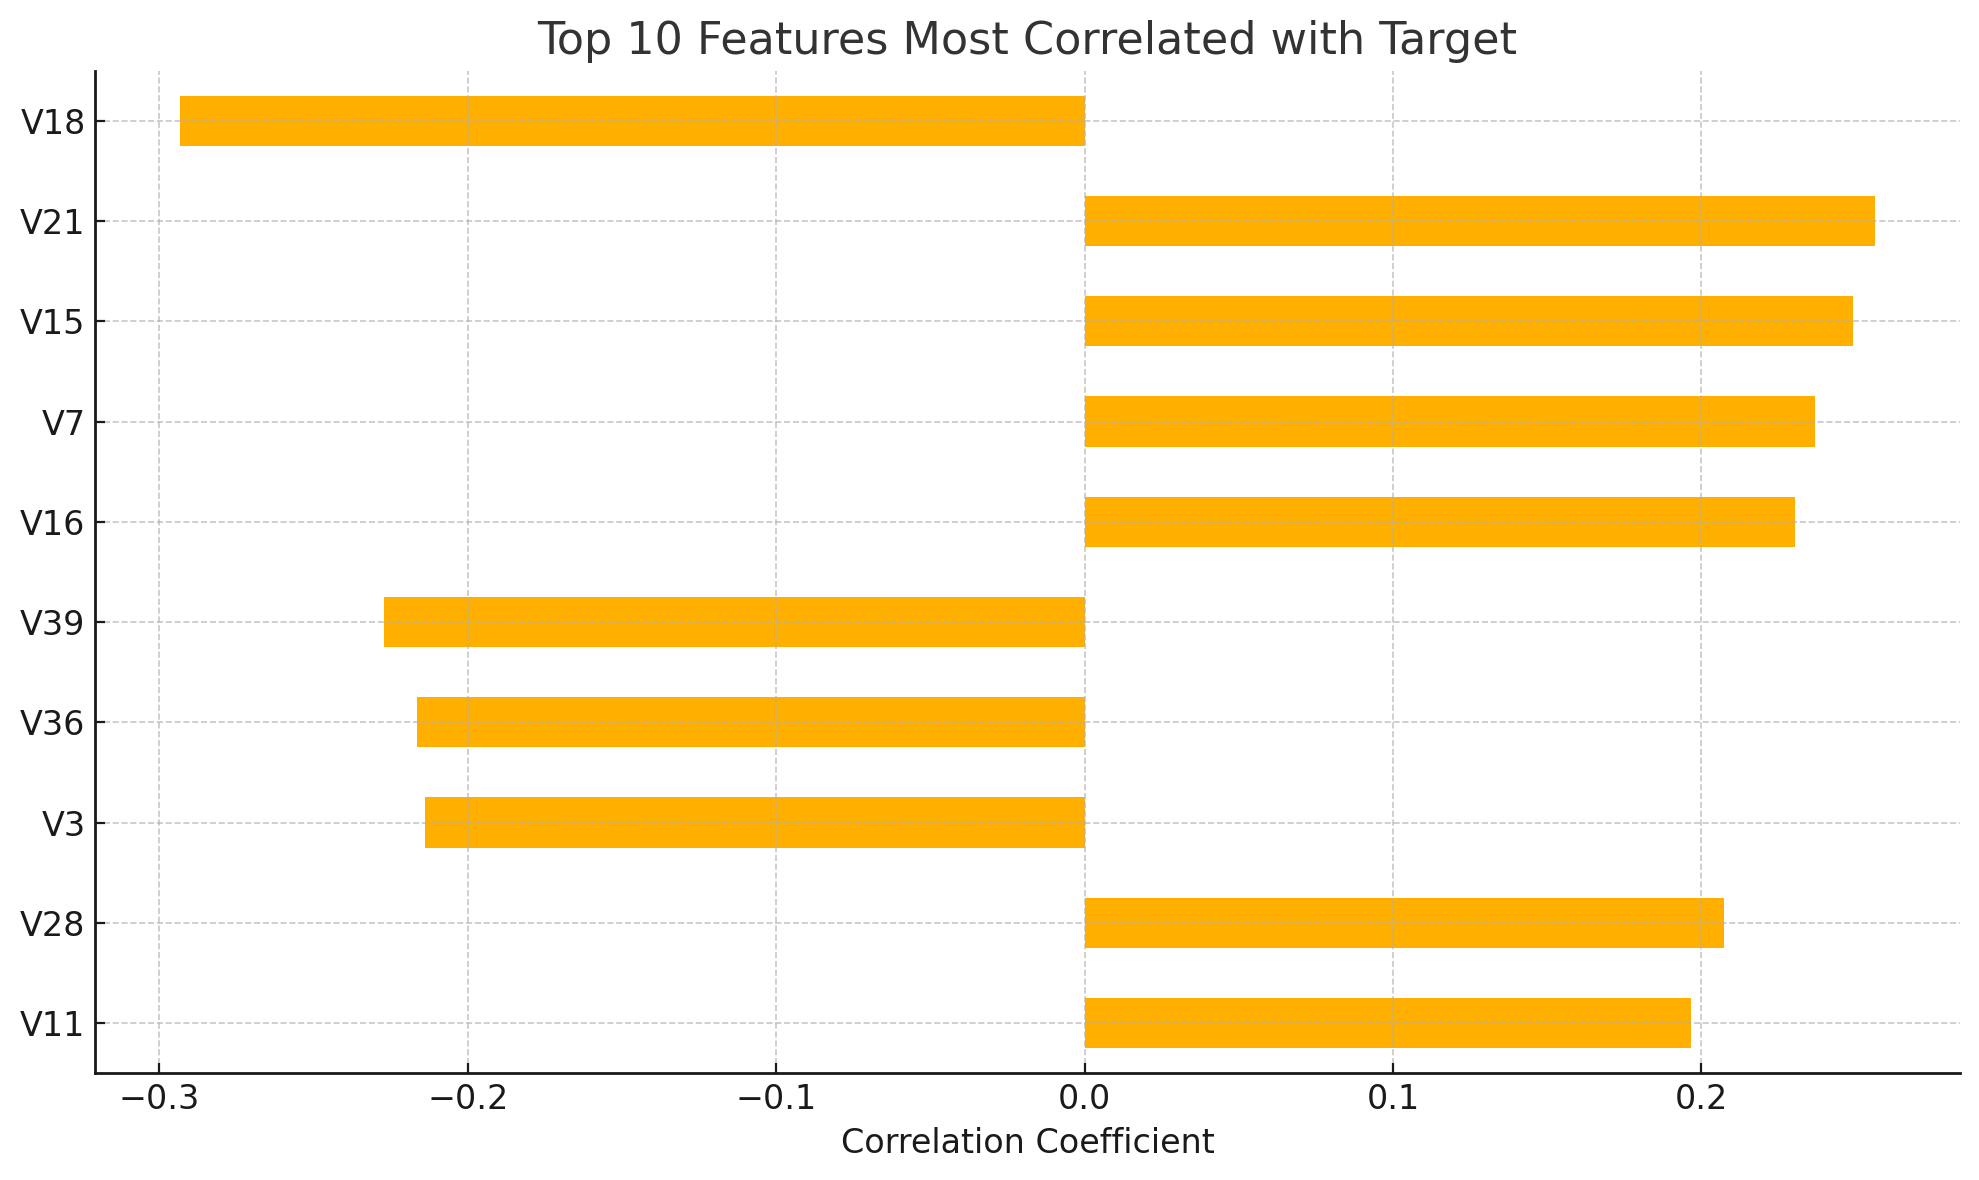 Top 10 Features Most Correlated with Target
V18
V21
V15
V7
V16
V39
V36
V3
V28
V11
−0.3 −0.2 −0.1 0.0 0.1 0.2
Correlation Coefficient